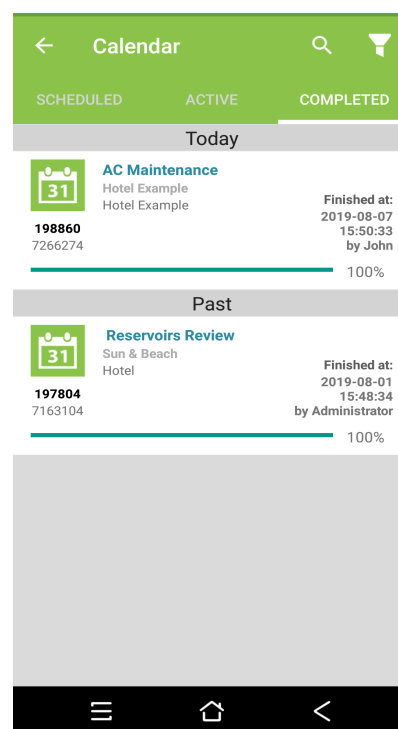 Calendar
SCHEDULED ACTIVE COMPLETED
Today
31
AC Maintenance
Hotel Example
Hotel Example
198860
7266274
Finished at:
2019-08-07
15:50:33
by John
100%
Past
31
Reservoirs Review
Sun & Beach
Hotel
197804
7163104
Finished at:
2019-08-01
15:48:34
by Administrator
100%